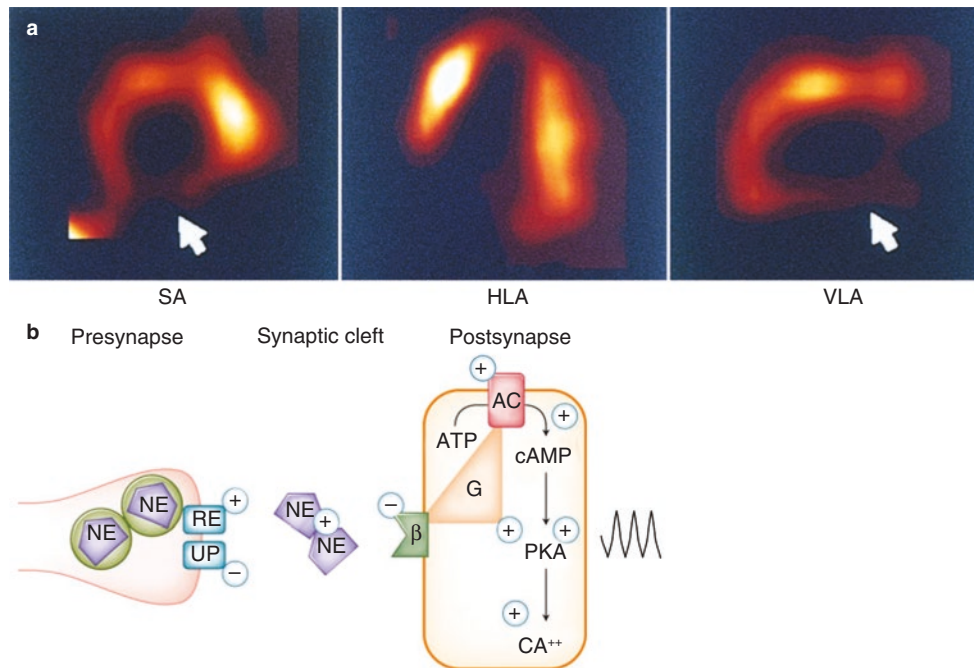 a
SA HLA VLA
b Presynapse Synaptic cleft Postsynapse
+
AC
+
ATP
cAMP
NE
NE
RE
+
UP
−
NE
+
NE
−
β
G
+
+
PKA
+
CA⁺⁺